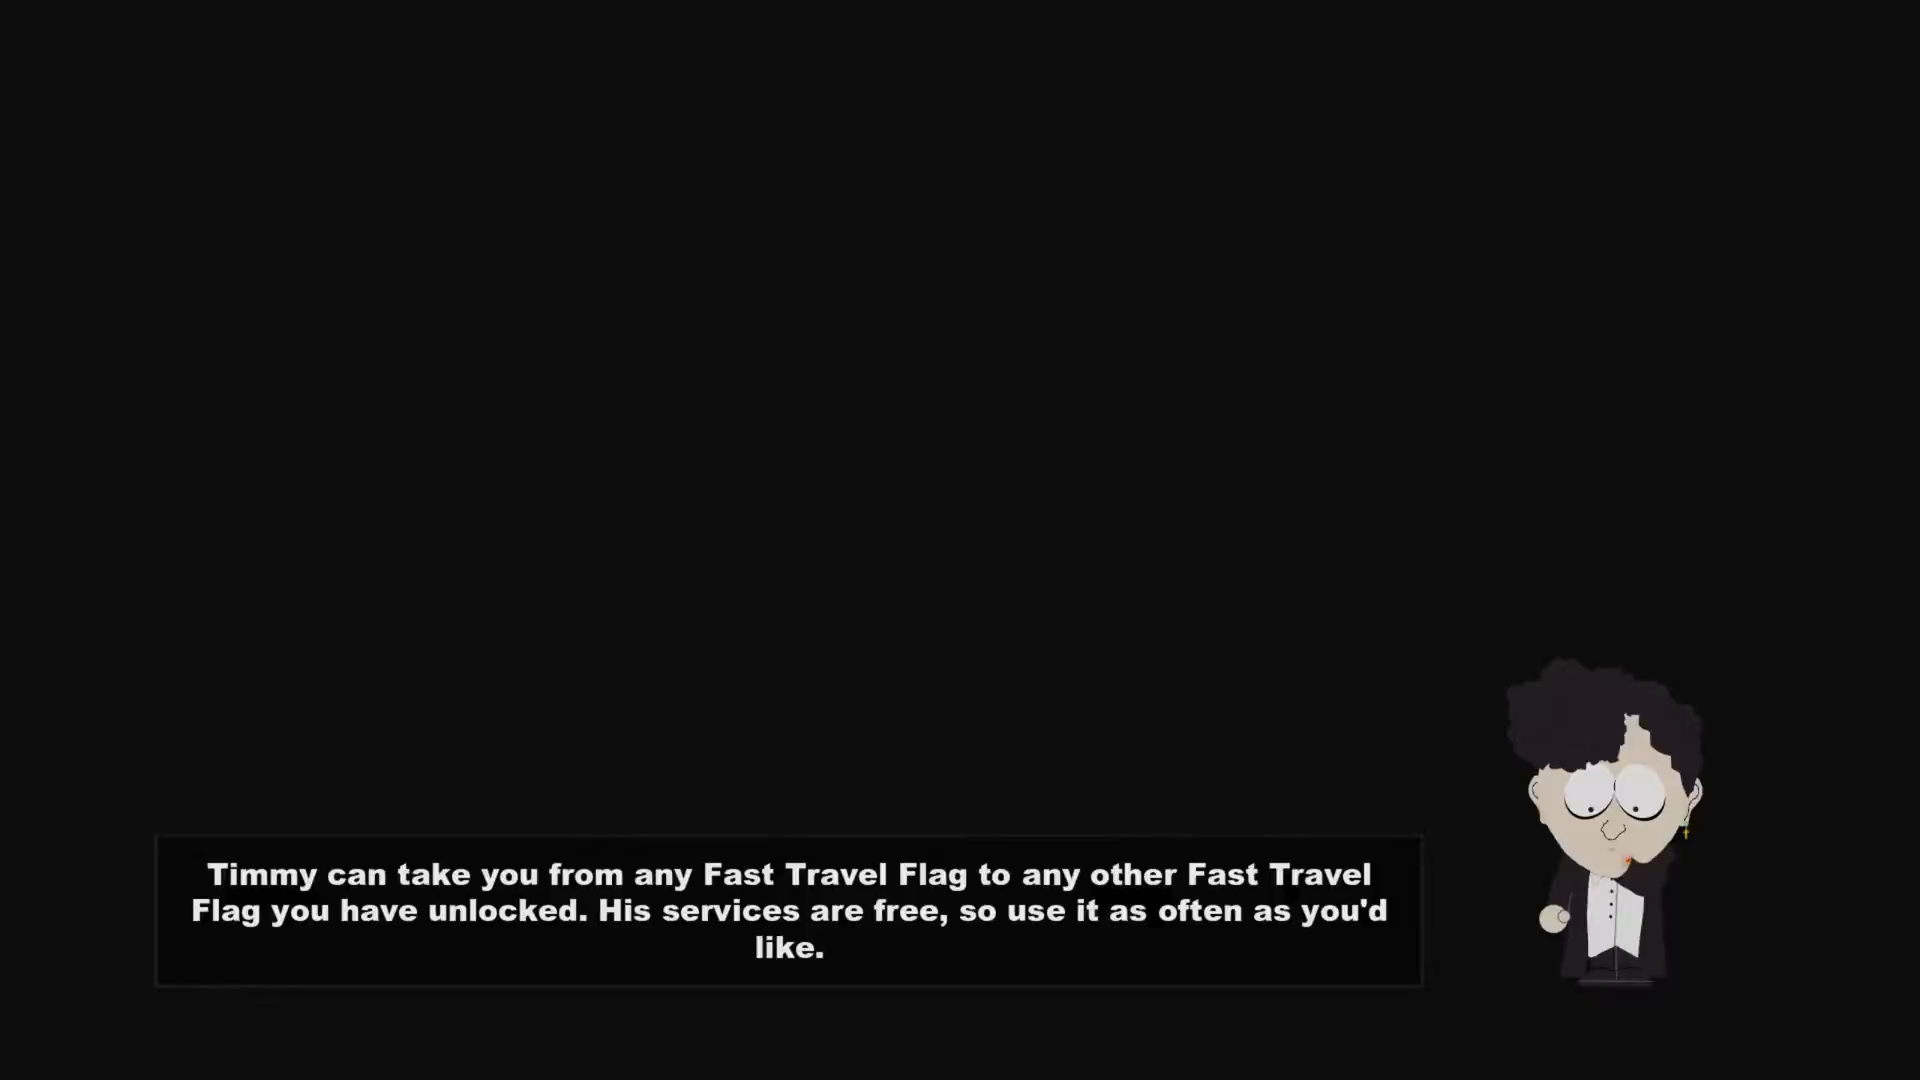 Timmy can take you from any Fast Travel Flag to any other Fast Travel
Flag you have unlocked. His services are free, so use it as often as you'd
like.